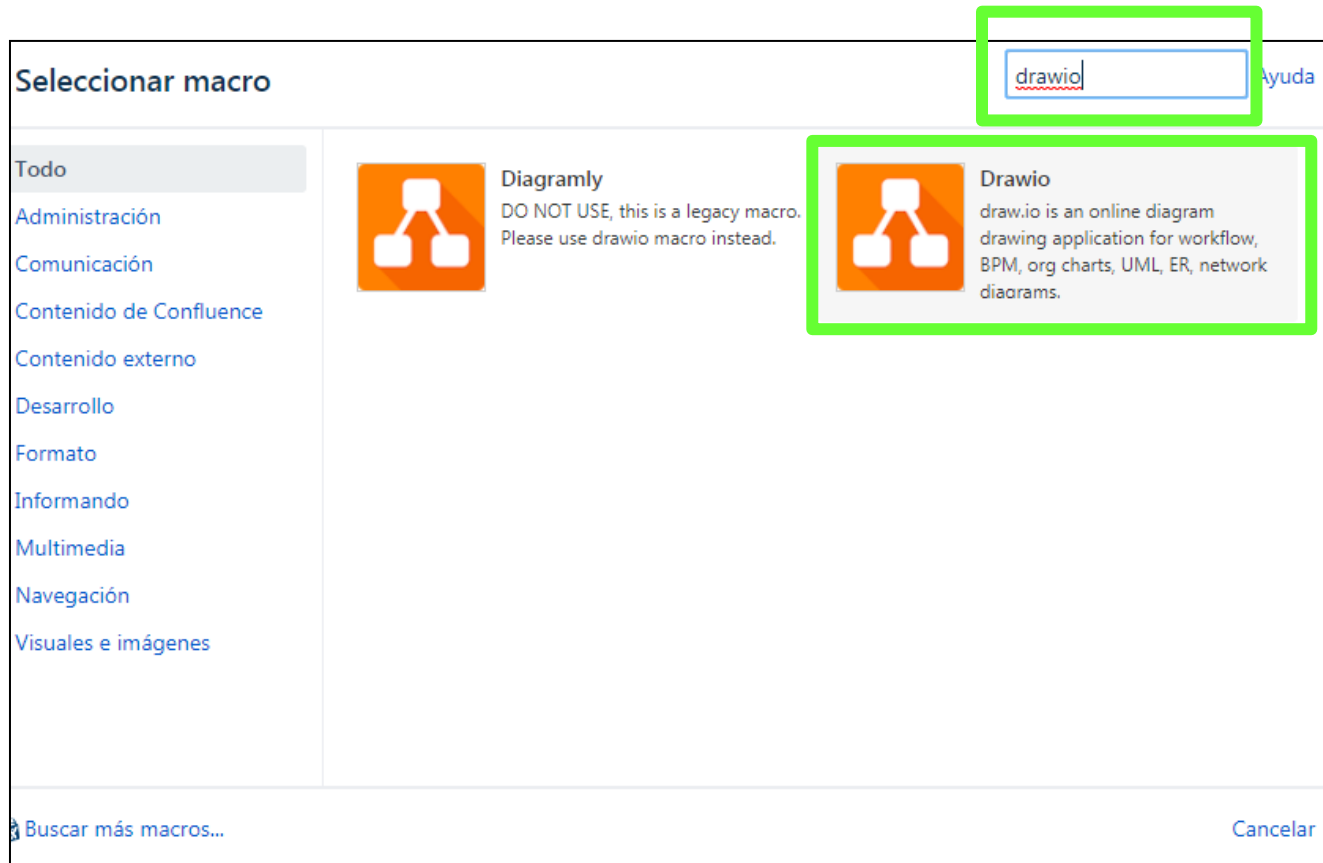 Seleccionar macro
drawio
Ayuda
Todo
Administración
Comunicación
Contenido de Confluence
Contenido externo
Desarrollo
Formato
Informando
Multimedia
Navegación
Visuales e imágenes
Diagramly
DO NOT USE, this is a legacy macro.
Please use drawio macro instead.
Drawio
draw.io is an online diagram
drawing application for workflow,
BPM, org charts, UML, ER, network
diagrams.
Buscar más macros...
Cancelar